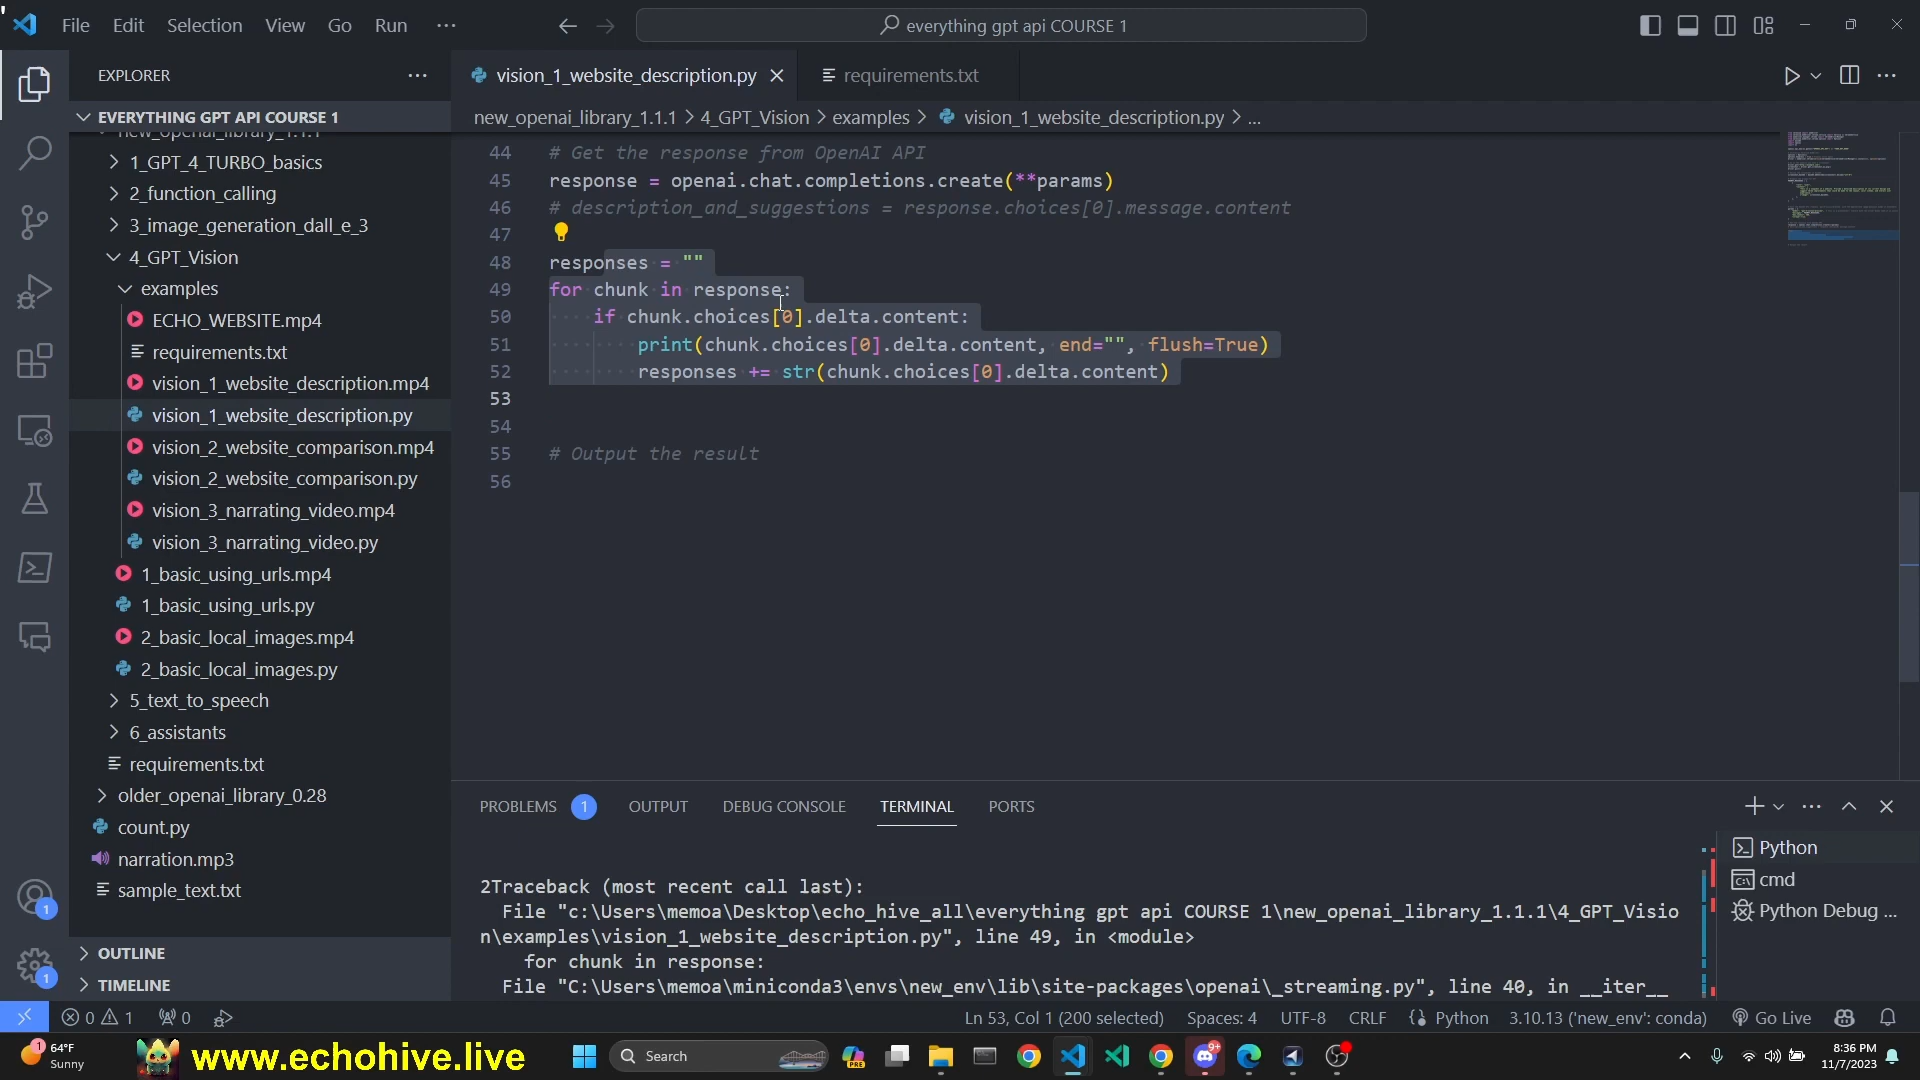 File Edit Selection View Go Run ···
everything gpt api COURSE 1
EXPLORER
EVERYTHING GPT API COURSE 1
new_openai_library_1.1.1
1_GPT_4_TURBO_basics
2_function_calling
3_image_generation_dall_e_3
4_GPT_Vision
examples
ECHO_WEBSITE.mp4
requirements.txt
vision_1_website_description.mp4
vision_1_website_description.py
vision_2_website_comparison.mp4
vision_2_website_comparison.py
vision_3_narrating_video.mp4
vision_3_narrating_video.py
1_basic_using_urls.mp4
1_basic_using_urls.py
2_basic_local_images.mp4
2_basic_local_images.py
5_text_to_speech
6_assistants
requirements.txt
older_openai_library_0.28
count.py
narration.mp3
sample_text.txt
OUTLINE
TIMELINE
vision_1_website_description.py requirements.txt
new_openai_library_1.1.1 > 4_GPT_Vision > examples > vision_1_website_description.py > ...
44 # Get the response from OpenAI API
45 response = openai.chat.completions.create(**params)
46 # description_and_suggestions = response.choices[0].message.content
47
48 responses = ""
49 for chunk in response:
50 if chunk.choices[0].delta.content:
51 print(chunk.choices[0].delta.content, end="", flush=True)
52 responses += str(chunk.choices[0].delta.content)
53
54
55 # Output the result
56
PROBLEMS 1 OUTPUT DEBUG CONSOLE TERMINAL PORTS
2Traceback (most recent call last):
File "c:\Users\memoa\Desktop\echo_hive_all\everything gpt api COURSE 1\new_openai_library_1.1.1\4_GPT_Visio
n\examples\vision_1_website_description.py", line 49, in <module>
for chunk in response:
File "C:\Users\memoa\miniconda3\envs\new_env\lib\site-packages\openai\_streaming.py", line 40, in __iter__
Python
cmd
Python Debug ...
1
1
0 1 0 Ln 53, Col 1 (200 selected) Spaces: 4 UTF-8 CRLF Python 3.10.13 ('new_env': conda) Go Live
1 64°F
Sunny
www.echohive.live
Search
PRE
9+
8:36 PM
11/7/2023